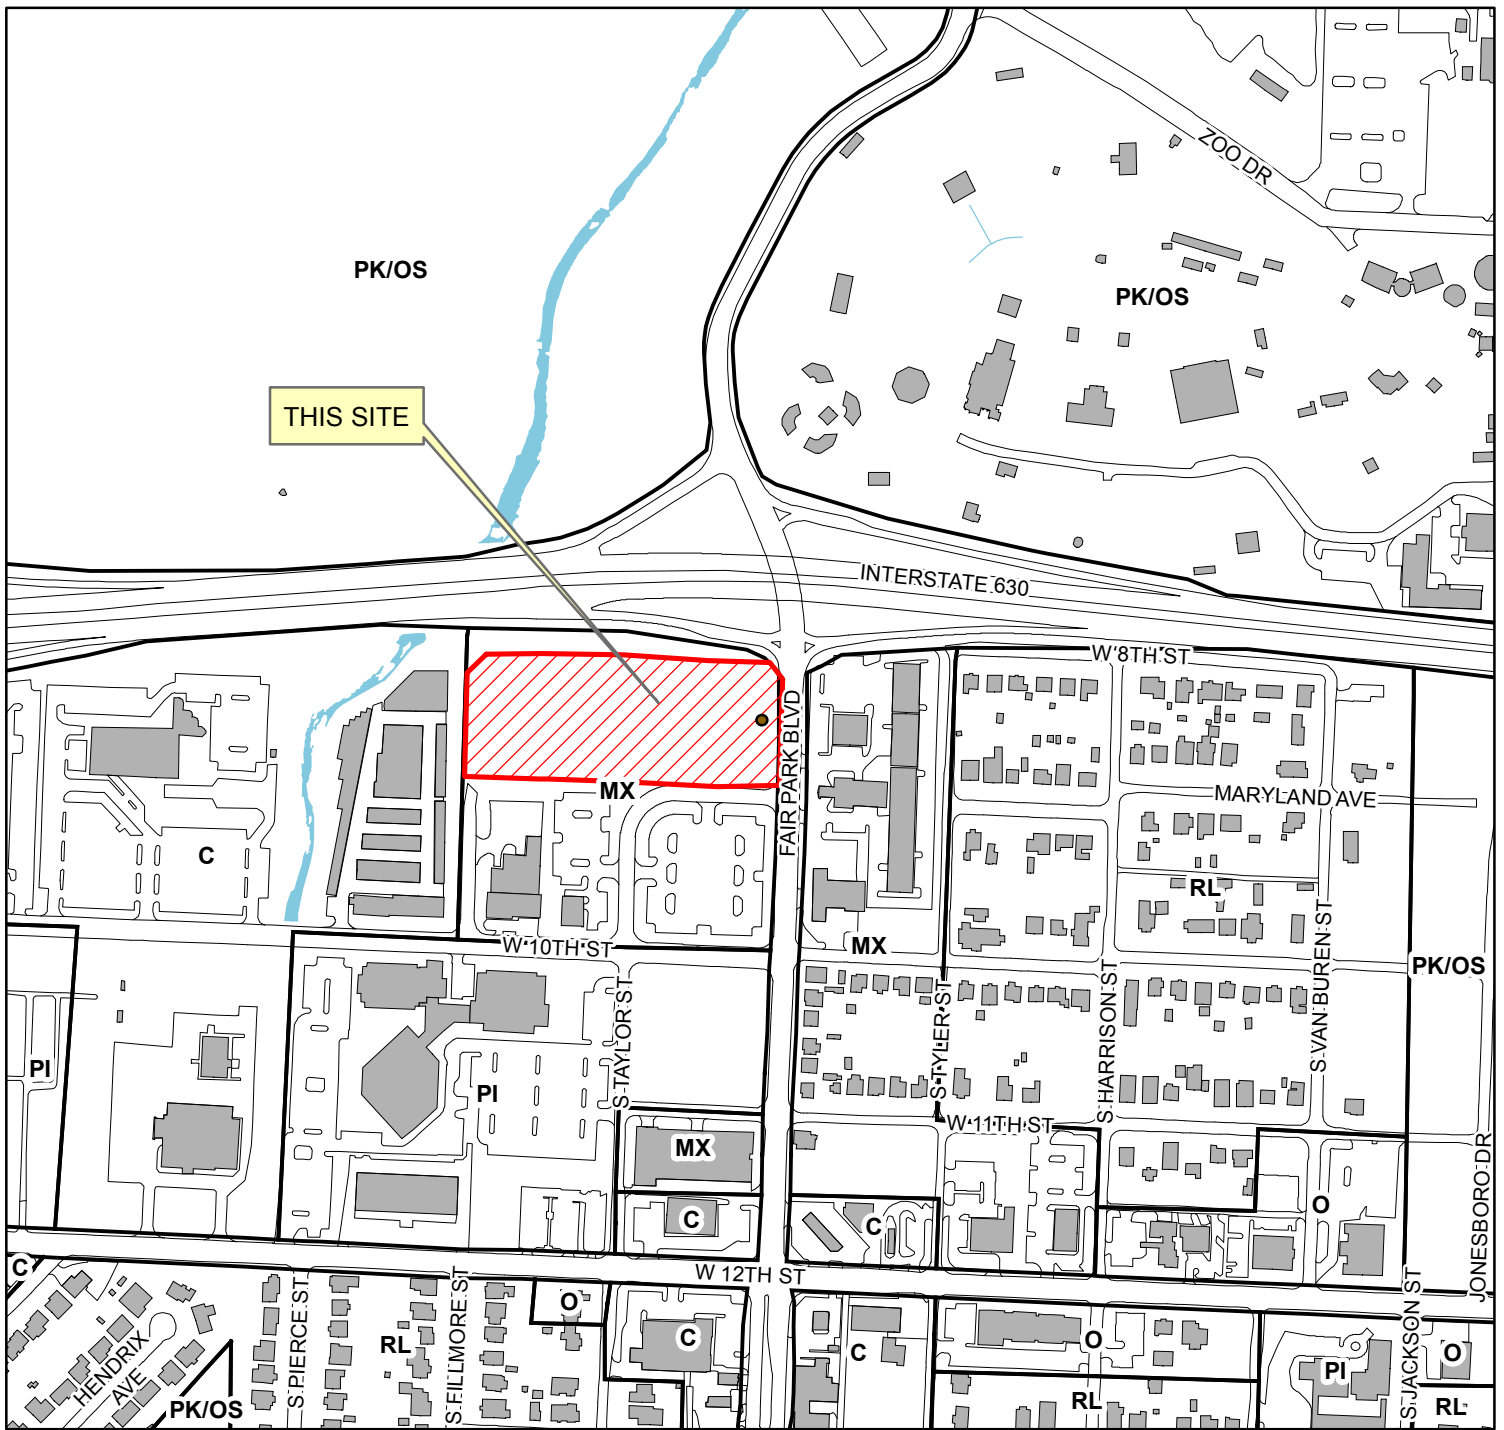 ZOO DR
PK/OS
PK/OS
THIS SITE
INTERSTATE 630
W 8TH ST
FAIR PARK BLVD
MX
MARYLAND AVE
C
RL
S VAN BUREN ST
W 10TH ST
MX
PK/OS
S TAYLOR ST
S TYLER ST
S HARRISON ST
PI
PI
W 11TH ST
MX
JONESBORO DR
O
C
C
C
W 12TH ST
S PIERCE ST
S FILLMORE ST
O
S JACKSON ST
HENDRIX
AVE
RL
C
C
O
O
PI
PK/OS
RL
RL